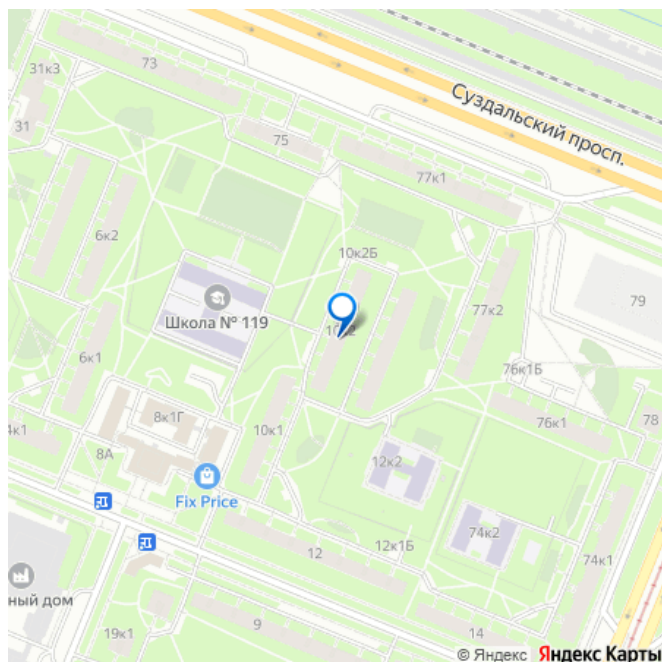 73
31к3
Суздальский просп.
31
75
77к1
6к2
10к2Б
79
77к2
Школа № 119
10к2
76к1Б
6к1
8к1Г
76к1
78
4к1
10к1
8А
12к2
Fix Price
74к2
12
12к1Б
74к1
ный дом
9
14
19к1
© Яндекс Яндекс Карты